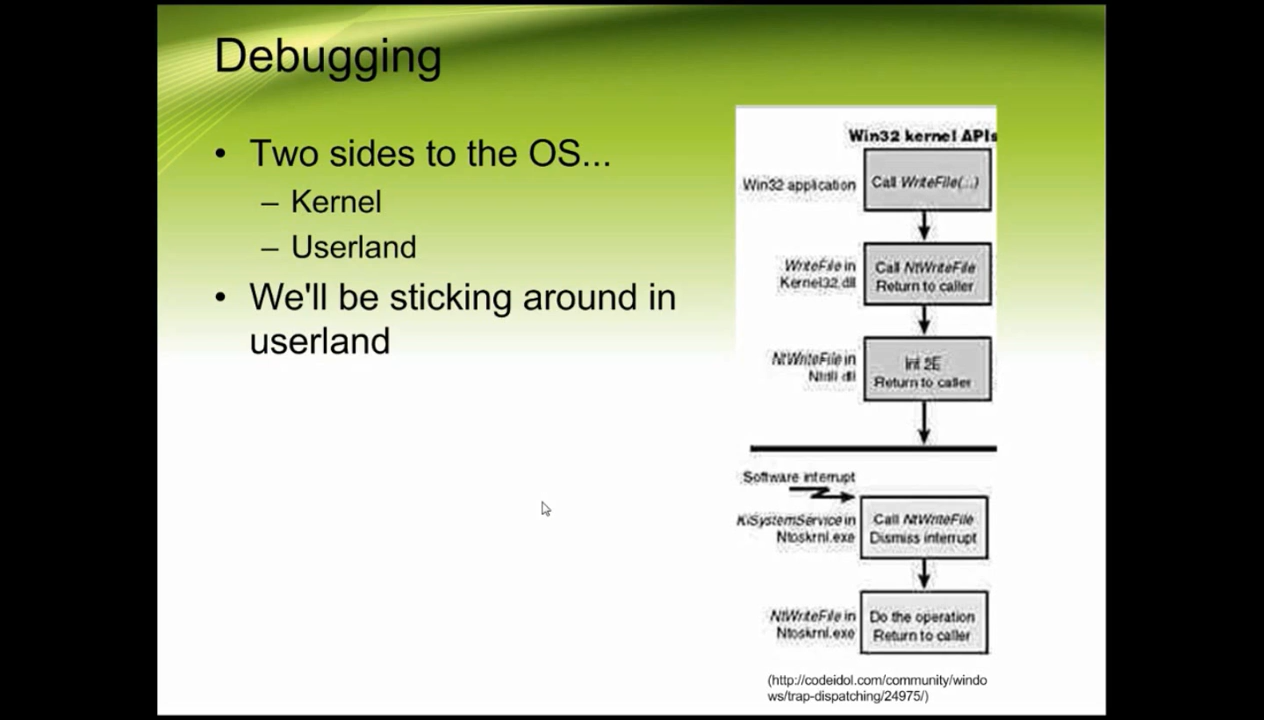 Debugging
• Two sides to the OS...
– Kernel
– Userland
• We'll be sticking around in
userland
Win32 kernel APIs
Win32 application
Call WriteFile(...)
WriteFile in
Kernel32.dll
Call NtWriteFile
Return to caller
NtWriteFile in
Ntdll.dll
Int 2E
Return to caller
Software interrupt
KiSystemService in
Ntoskrnl.exe
Call NtWriteFile
Dismiss interrupt
NtWriteFile in
Ntoskrnl.exe
Do the operation
Return to caller
(http://codeidol.com/community/windo
ws/trap-dispatching/24975/)